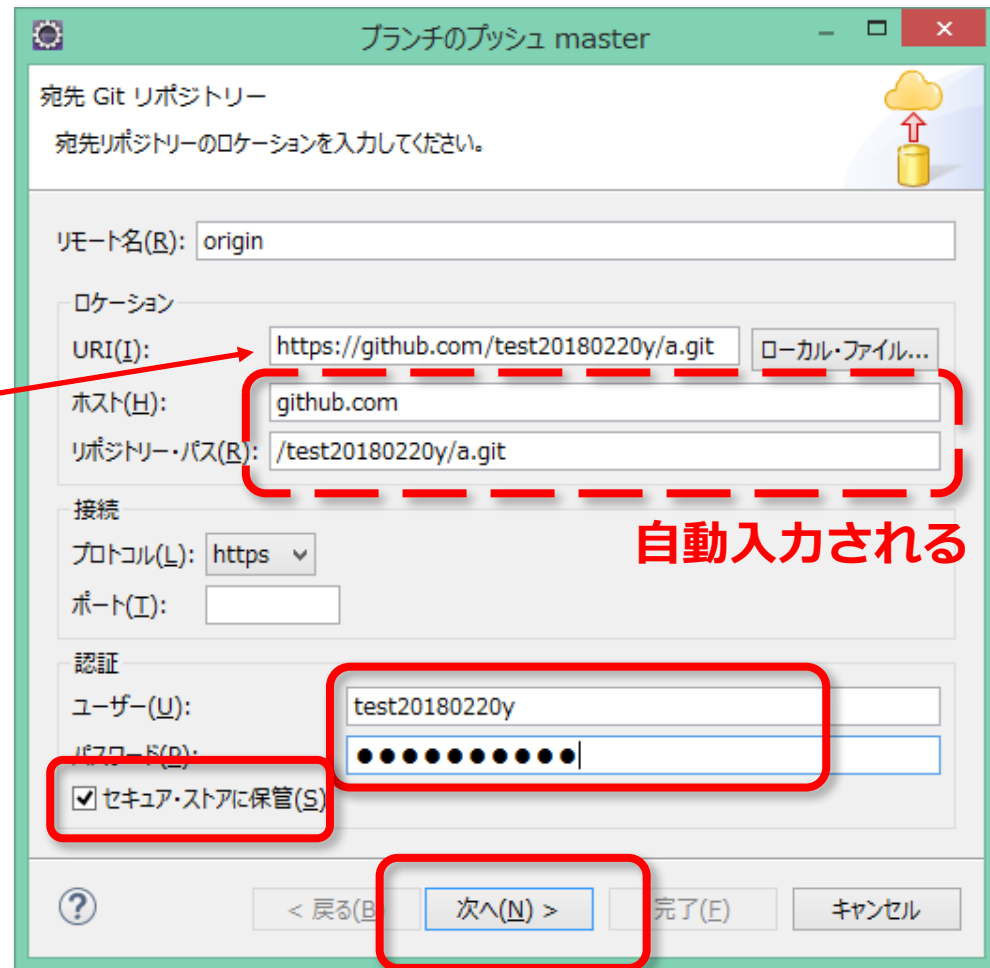 ブランチのプッシュ master
宛先 Git リポジトリー
宛先リポジトリーのロケーションを入力してください。
リモート名(R): origin
ロケーション
URI(I): https://github.com/test20180220y/a.git ローカル・ファイル...
ホスト(H): github.com
リポジトリー・パス(R): /test20180220y/a.git
接続
自動入力される
プロトコル(L): https
ポート(T):
認証
ユーザー(U): test20180220y
パスワード(P): ●●●●●●●●●●
セキュア・ストアに保管(S)
< 戻る(B) 次へ(N) > 完了(F) キャンセル